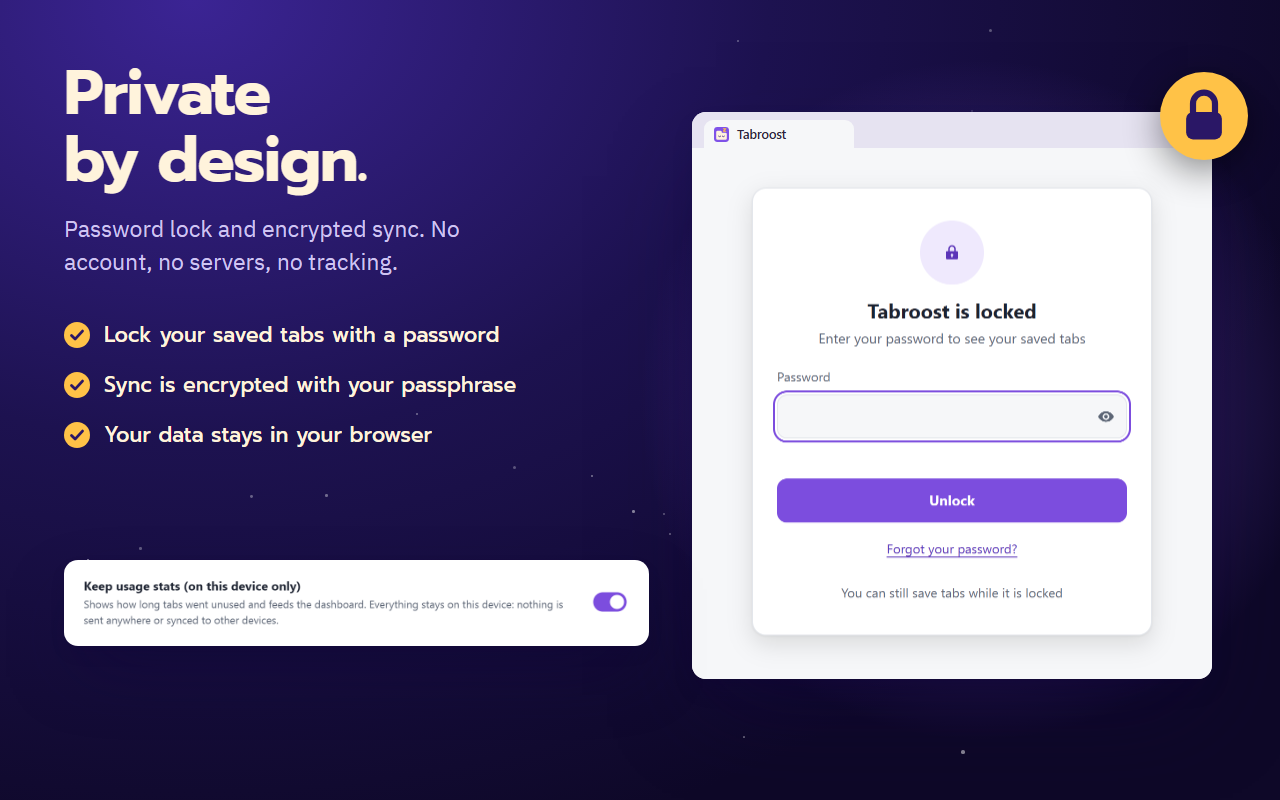 Private
by design.
Password lock and encrypted sync. No
account, no servers, no tracking.
Lock your saved tabs with a password
Sync is encrypted with your passphrase
Your data stays in your browser
Keep usage stats (on this device only)
Shows how long tabs went unused and feeds the dashboard. Everything stays on this device: nothing is
sent anywhere or synced to other devices.
Tabroost
Tabroost is locked
Enter your password to see your saved tabs
Password
Unlock
Forgot your password?
You can still save tabs while it is locked